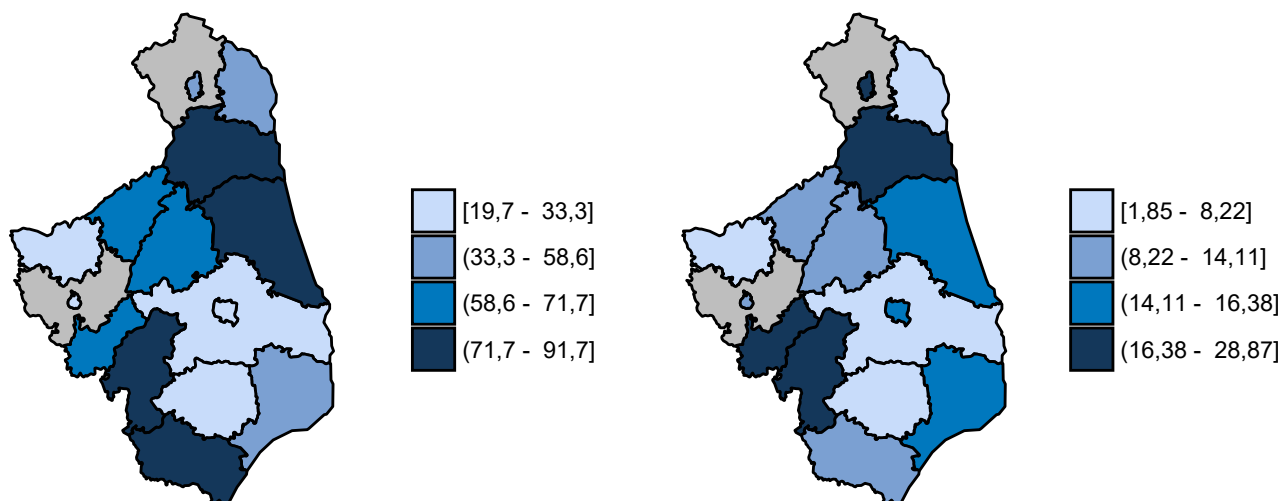 [19,7 - 33,3]
(33,3 - 58,6]
(58,6 - 71,7]
(71,7 - 91,7]
[1,85 - 8,22]
(8,22 - 14,11]
(14,11 - 16,38]
(16,38 - 28,87]